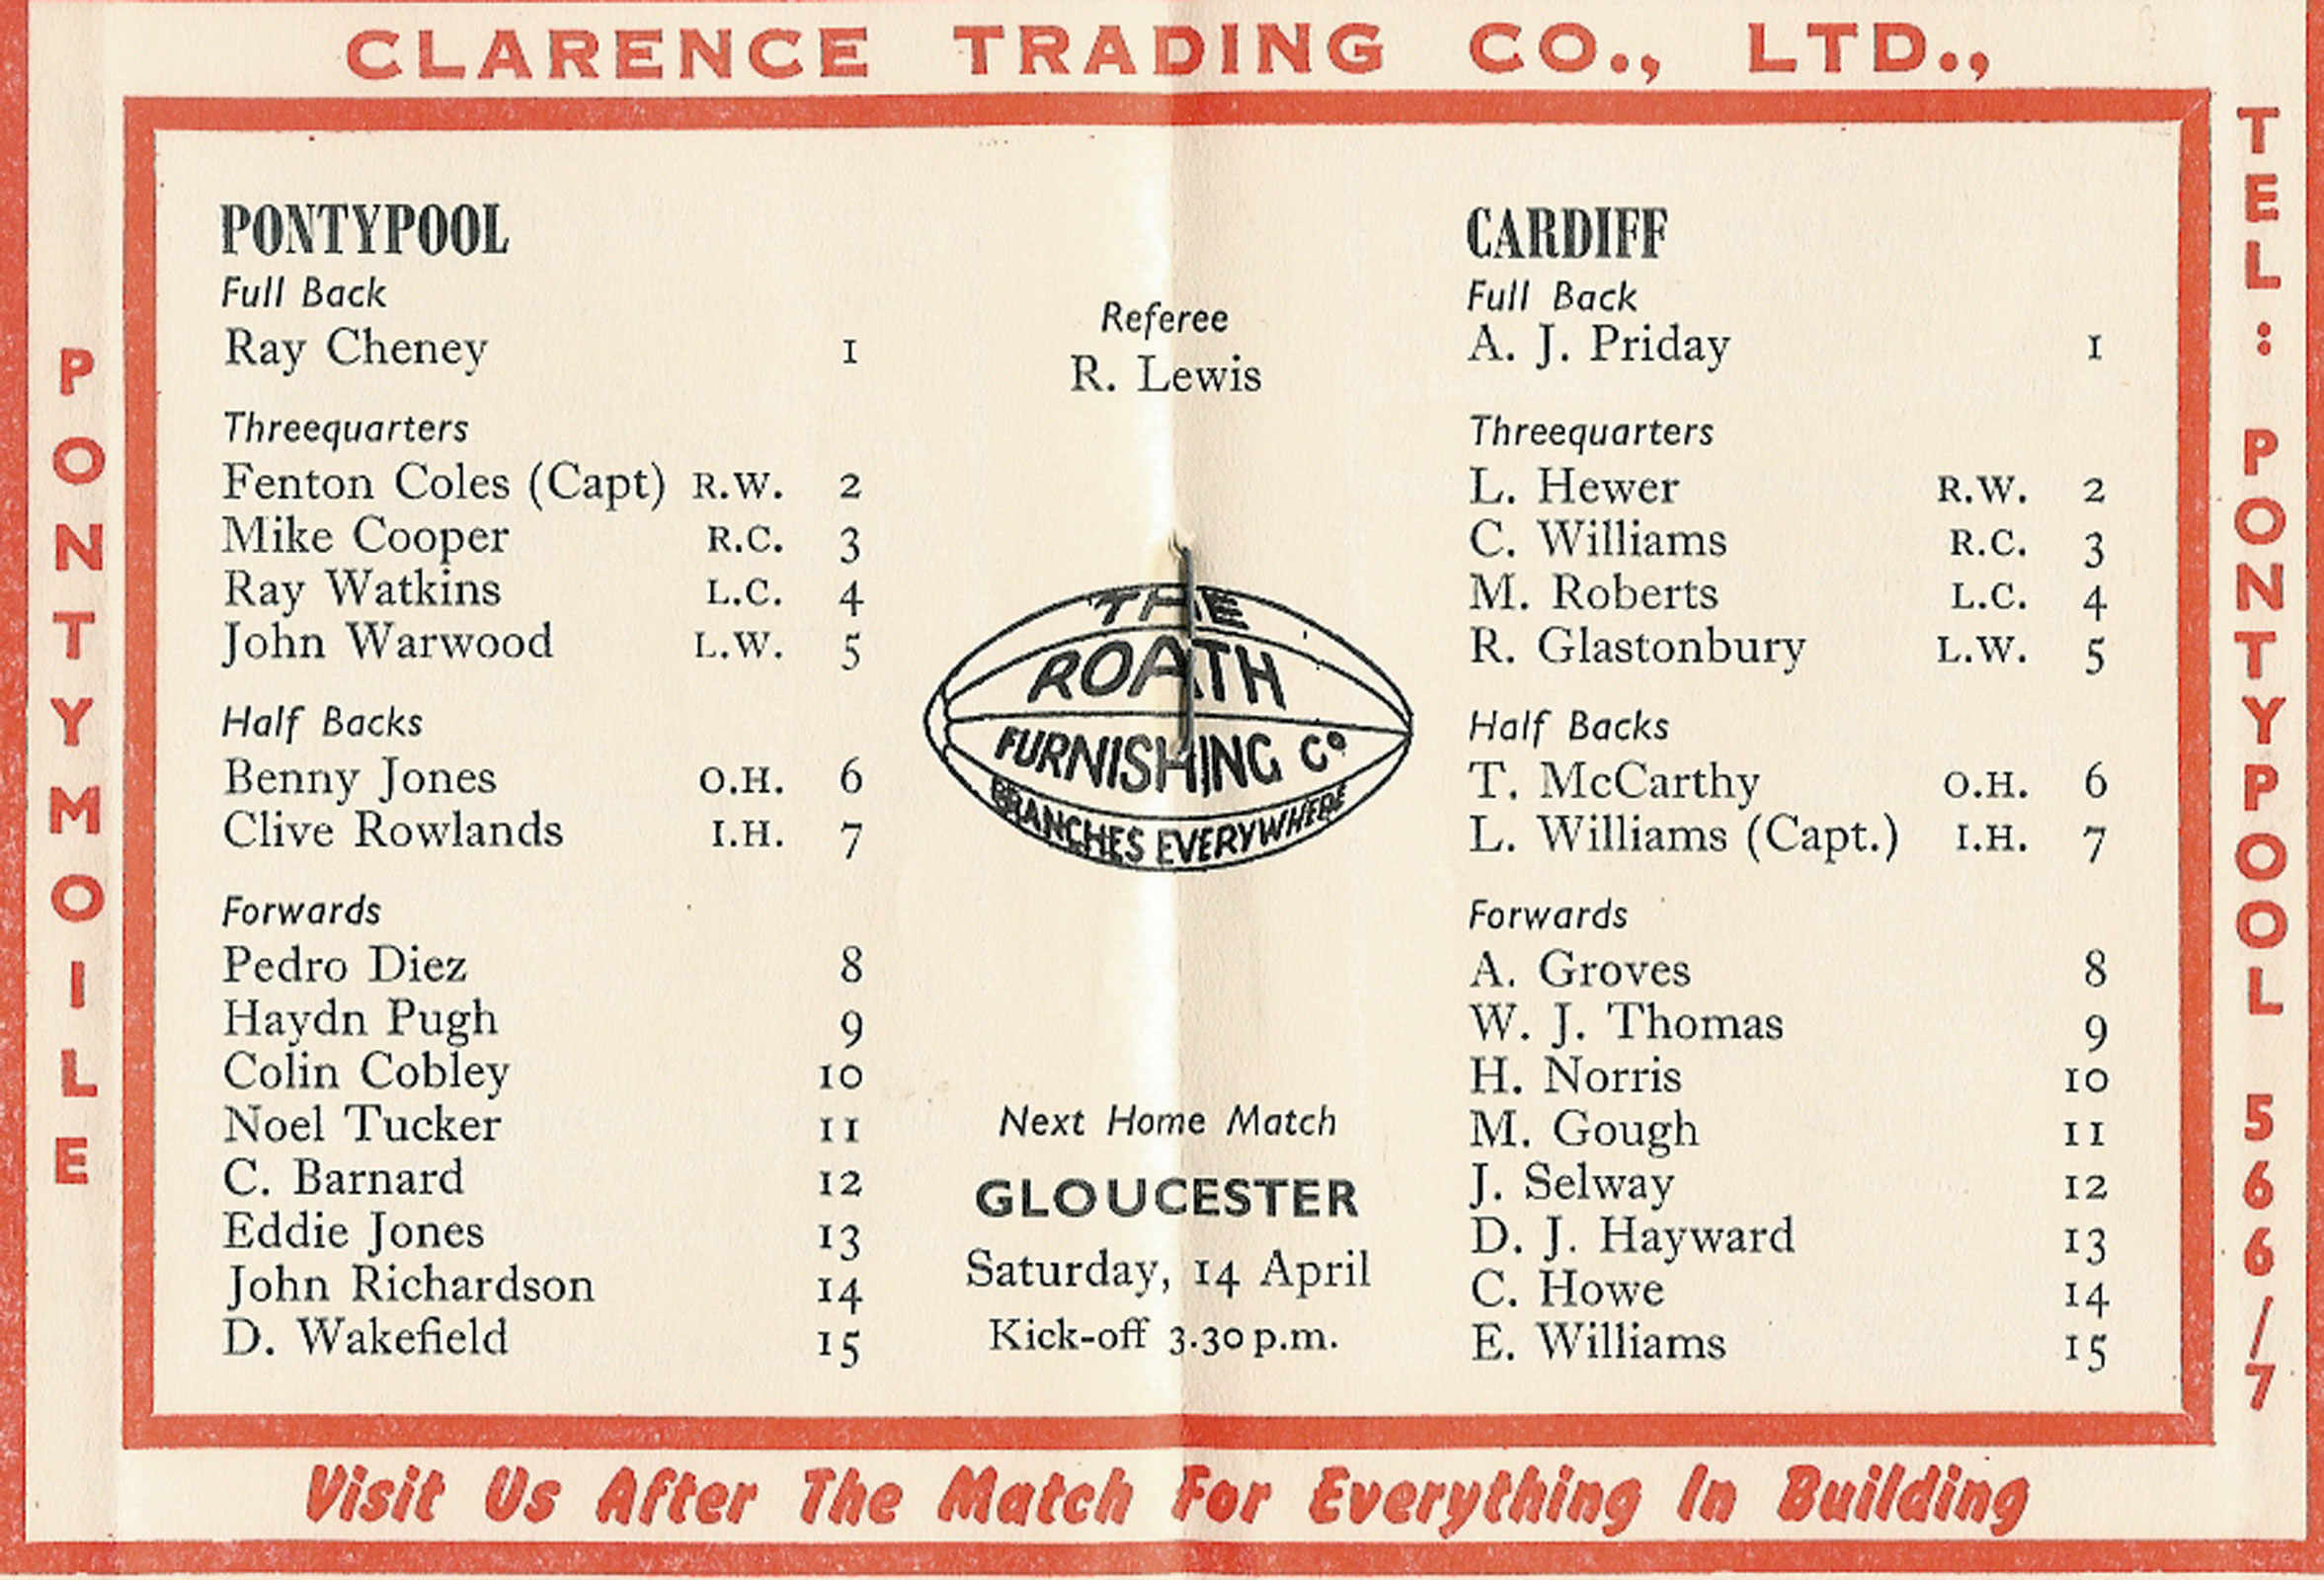 CLARENCE TRADING CO., LTD.,
PONTYMOILE
PONTYPOOL
Full Back
Ray Cheney 1
Threequarters
Fenton Coles (Capt) R.W. 2
Mike Cooper R.C. 3
Ray Watkins L.C. 4
John Warwood L.W. 5
Half Backs
Benny Jones O.H. 6
Clive Rowlands I.H. 7
Forwards
Pedro Diez 8
Haydn Pugh 9
Colin Cobley 10
Noel Tucker 11
C. Barnard 12
Eddie Jones 13
John Richardson 14
D. Wakefield 15
Referee
R. Lewis
THE
ROATH
FURNISHING Co
BRANCHES EVERYWHERE
Next Home Match
GLOUCESTER
Saturday, 14 April
Kick-off 3.30 p.m.
CARDIFF
Full Back
A. J. Priday 1
Threequarters
L. Hewer R.W. 2
C. Williams R.C. 3
M. Roberts L.C. 4
R. Glastonbury L.W. 5
Half Backs
T. McCarthy O.H. 6
L. Williams (Capt.) I.H. 7
Forwards
A. Groves 8
W. J. Thomas 9
H. Norris 10
M. Gough 11
J. Selway 12
D. J. Hayward 13
C. Howe 14
E. Williams 15
TEL: PONTYPOOL 566/7
Visit Us After The Match For Everything In Building